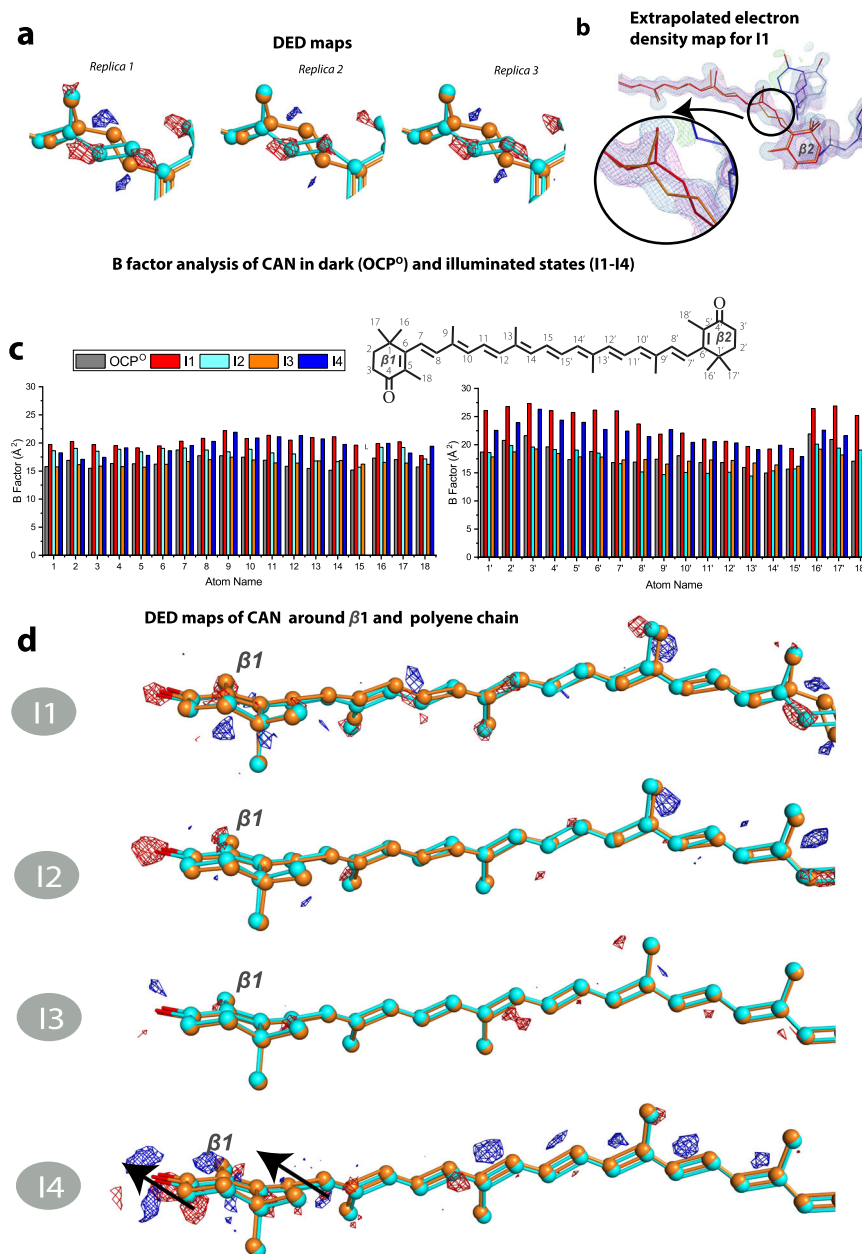 a
DED maps
Replica 1
Replica 2
Replica 3
b
Extrapolated electron
density map for I1
β2
B factor analysis of CAN in dark (OCPᴼ) and illuminated states (I1-I4)
c
OCPᴼ I1 I2 I3 I4
17 16 2 1 6 3 4 5 18 O β1 7 8 9 10 11 12 13 14 15 15' 14' 13' 12' 11' 10' 9' 8' 7' 18' 5' 4' O 3' 2' 1' 6' 16' 17' β2
B Factor (Å²)
30
25
20
15
10
5
0
L
1 2 3 4 5 6 7 8 9 10 11 12 13 14 15 16 17 18
Atom Name
B Factor (Å²)
30
25
20
15
10
5
0
1' 2' 3' 4' 5' 6' 7' 8' 9' 10' 11' 12' 13' 14' 15' 16' 17' 18
Atom Name
d
DED maps of CAN around β1 and polyene chain
I1
β1
I2
β1
I3
β1
I4
β1